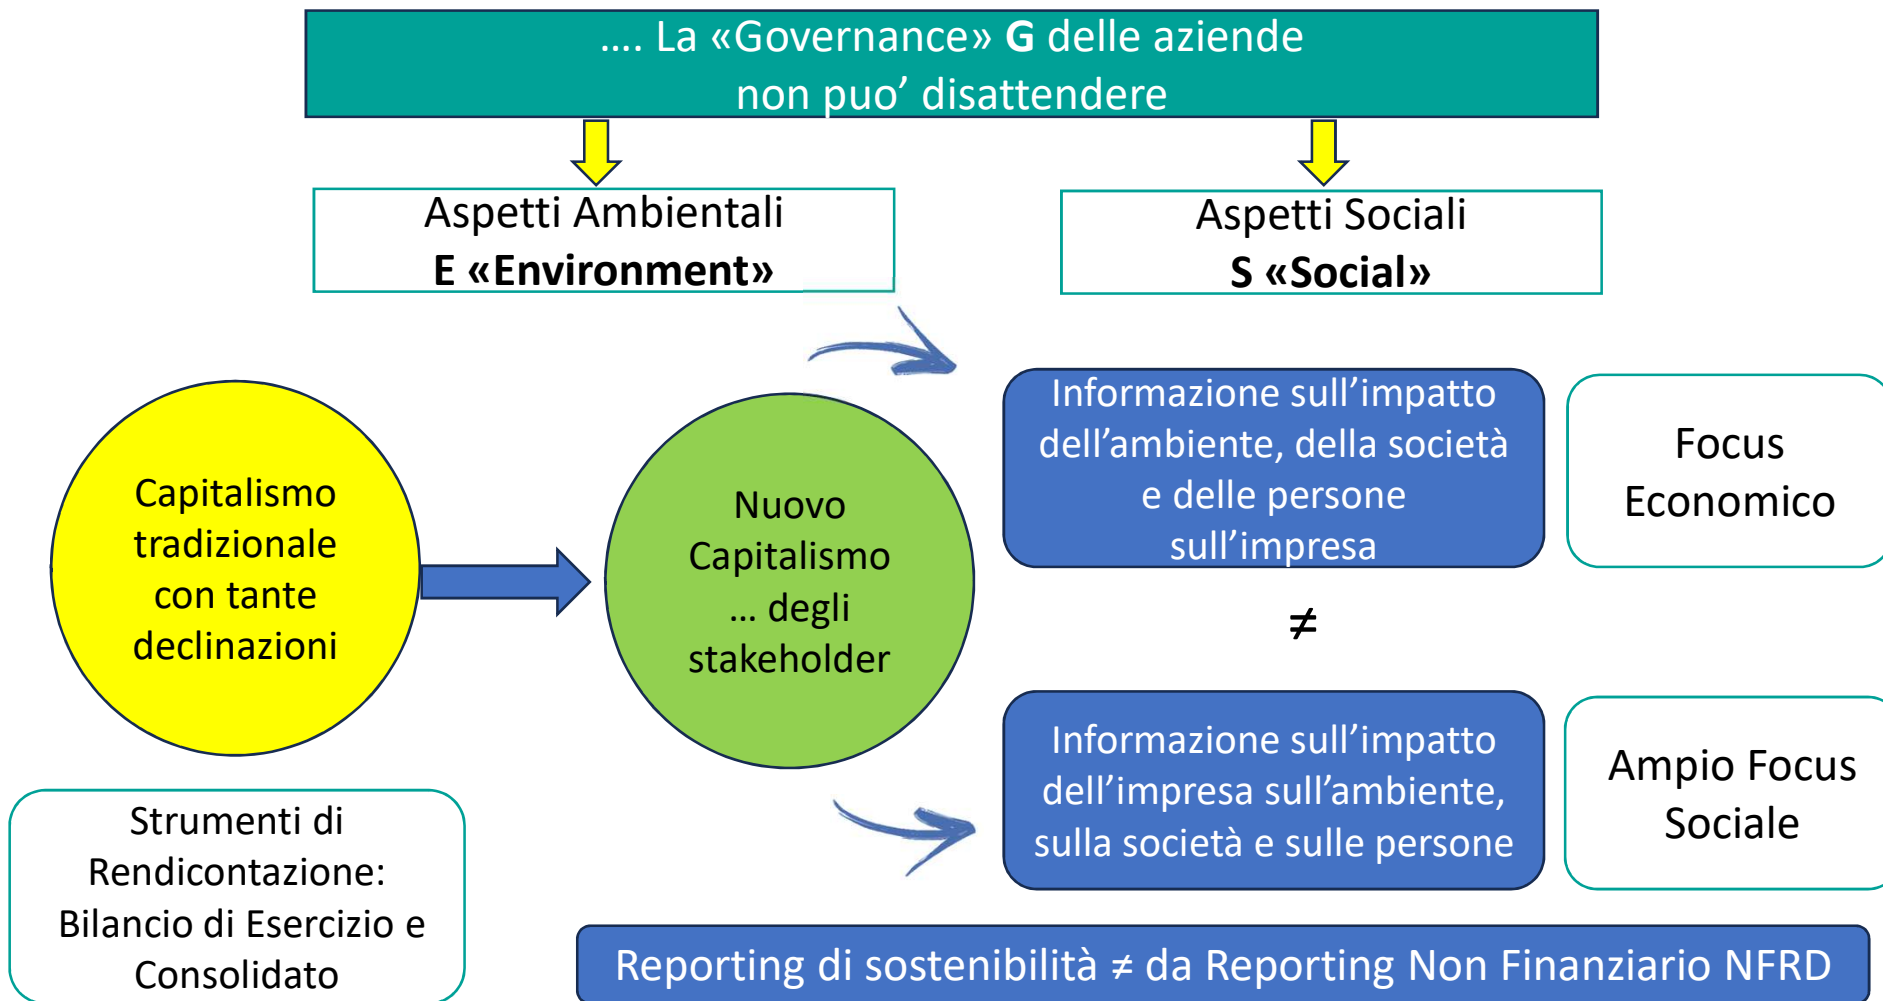 .... La «Governance» G delle aziende
non puo’ disattendere
Aspetti Ambientali
E «Environment»
Aspetti Sociali
S «Social»
Capitalismo
tradizionale
con tante
declinazioni
Nuovo
Capitalismo
... degli
stakeholder
Informazione sull’impatto
dell’ambiente, della società
e delle persone
sull’impresa
Focus
Economico
≠
Informazione sull’impatto
dell’impresa sull’ambiente,
sulla società e sulle persone
Ampio Focus
Sociale
Strumenti di
Rendicontazione:
Bilancio di Esercizio e
Consolidato
Reporting di sostenibilità ≠ da Reporting Non Finanziario NFRD